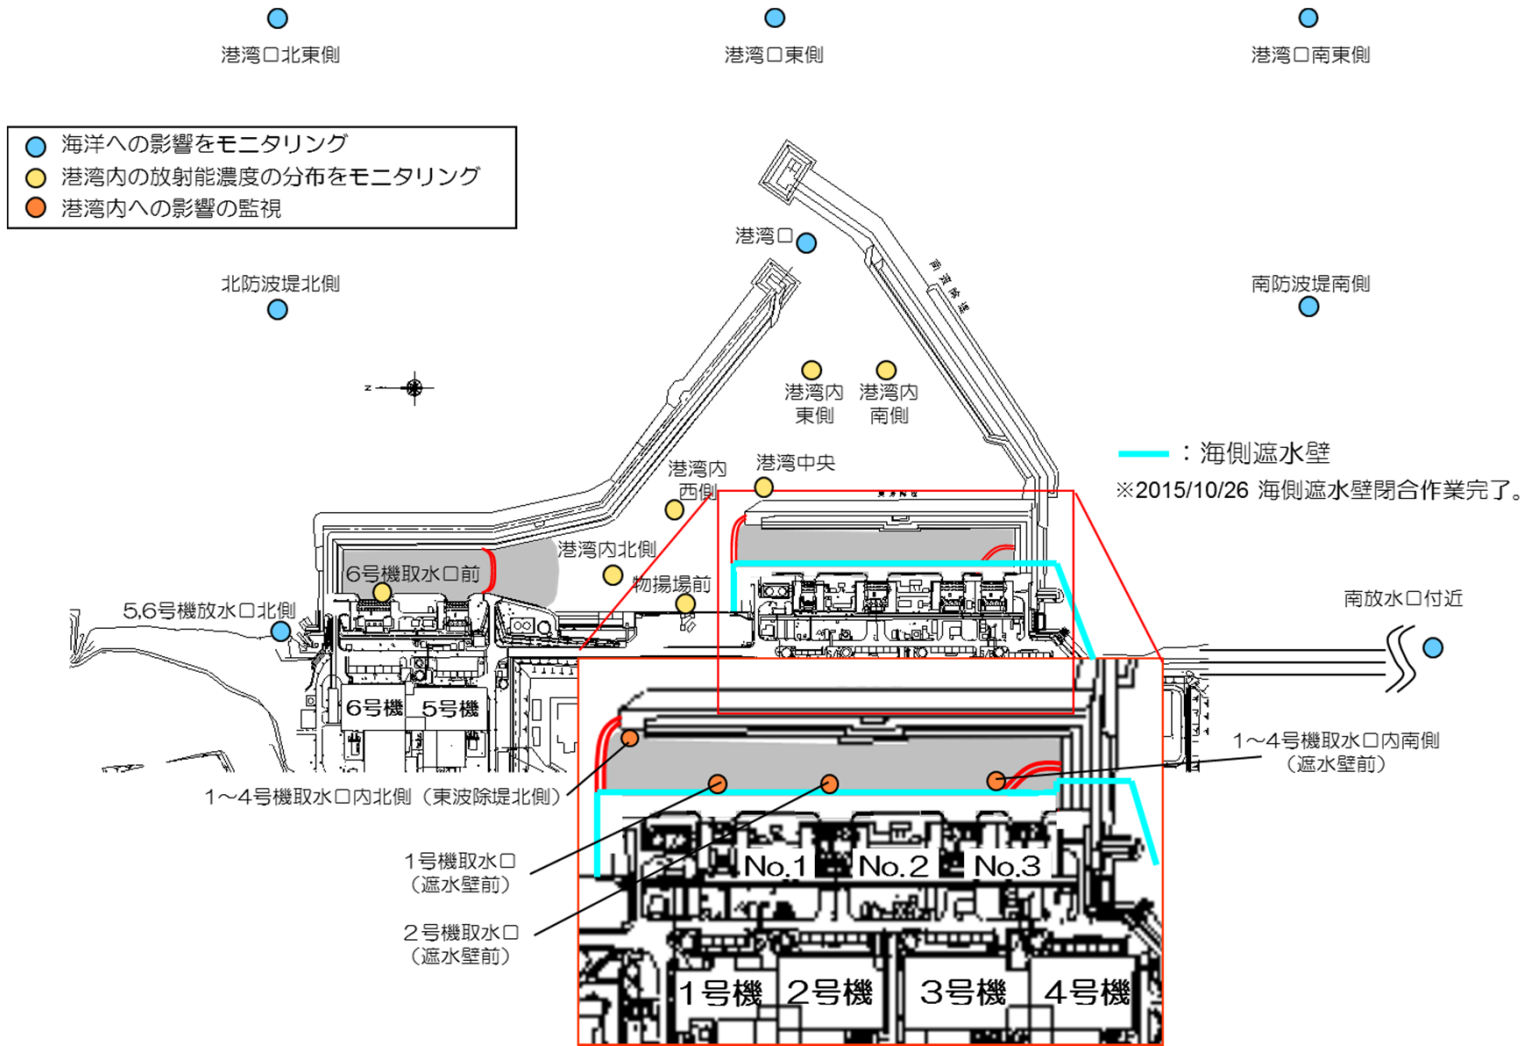 港湾口北東側
港湾口東側
港湾口南東側
海洋への影響をモニタリング
港湾内の放射能濃度の分布をモニタリング
港湾内への影響の監視
港湾口
北防波堤北側
南防波堤南側
N
港湾内
東側
港湾内
南側
:海側遮水壁
※2015/10/26 海側遮水壁閉合作業完了。
港湾中央
港湾内
西側
港湾内北側
物揚場前
6号機取水口前
5,6号機放水口北側
南放水口付近
6号機
5号機
1〜4号機取水口内南側
(遮水壁前)
1〜4号機取水口内北側(東波除堤北側)
1号機取水口
(遮水壁前)
2号機取水口
(遮水壁前)
No.1
No.2
No.3
1号機
2号機
3号機
4号機